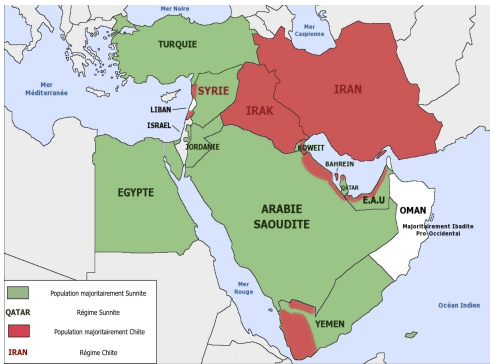 Mer Noire
Mer
Caspienne
TURQUIE
Mer
Méditerranée
SYRIE
IRAN
LIBAN
IRAK
ISRAEL
JORDANIE
KOWEIT
BAHREIN
QATAR
EGYPTE
E.A.U
ARABIE
SAOUDITE
OMAN
Majoritairement Ibadite
Pro-Occidental
Mer
Rouge
Océan Indien
YEMEN
Population majoritairement Sunnite
QATAR Régime Sunnite
Population majoritairement Chiite
IRAN Régime Chiite